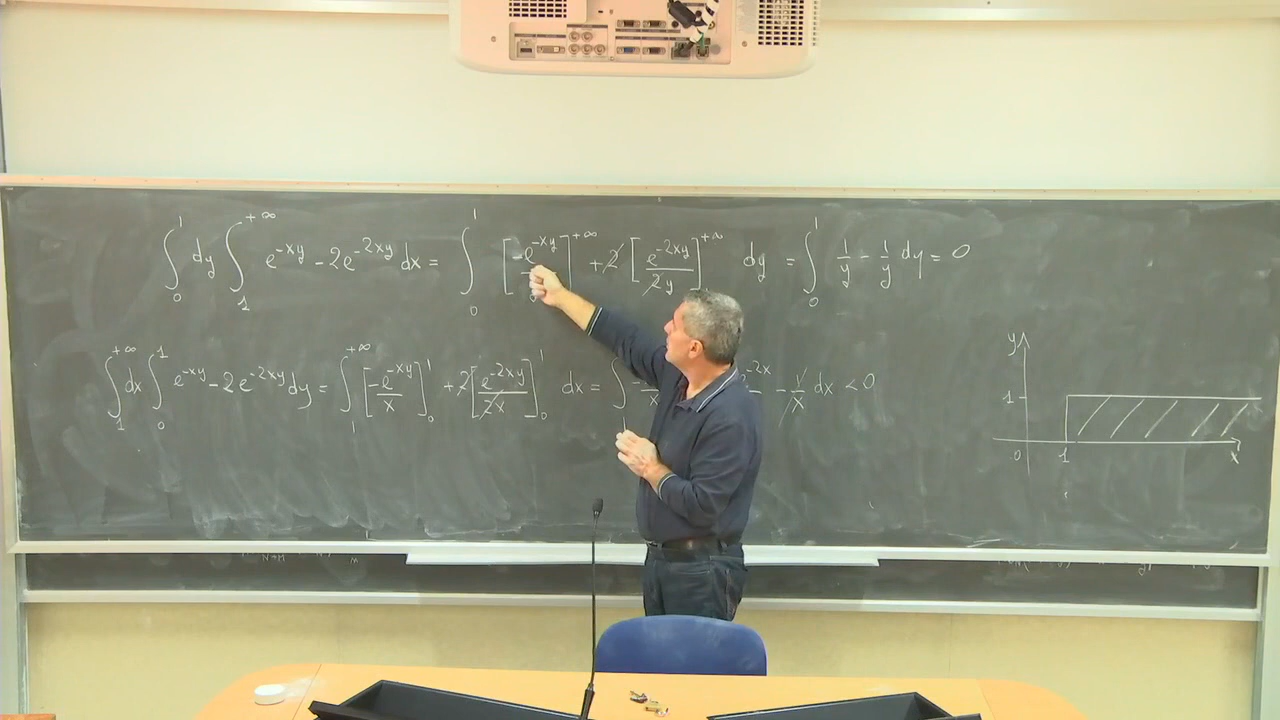 ∫₀¹ dy ∫₁^{+∞} e^{-xy} - 2e^{-2xy} dx = ∫₀¹ [-e^{-xy}/y]^{+∞} + 2[e^{-2xy}/2y]^{+∞} dy = ∫₀¹ 1/y - 1/y dy = 0
∫₁^{+∞} dx ∫₀¹ e^{-xy} - 2e^{-2xy} dy = ∫₁^{+∞} [-e^{-xy}/x]₀¹ + 2[e^{-2xy}/2x]₀¹ dx = ∫ -2x - 1/x dx < 0
y
1
0 1 x